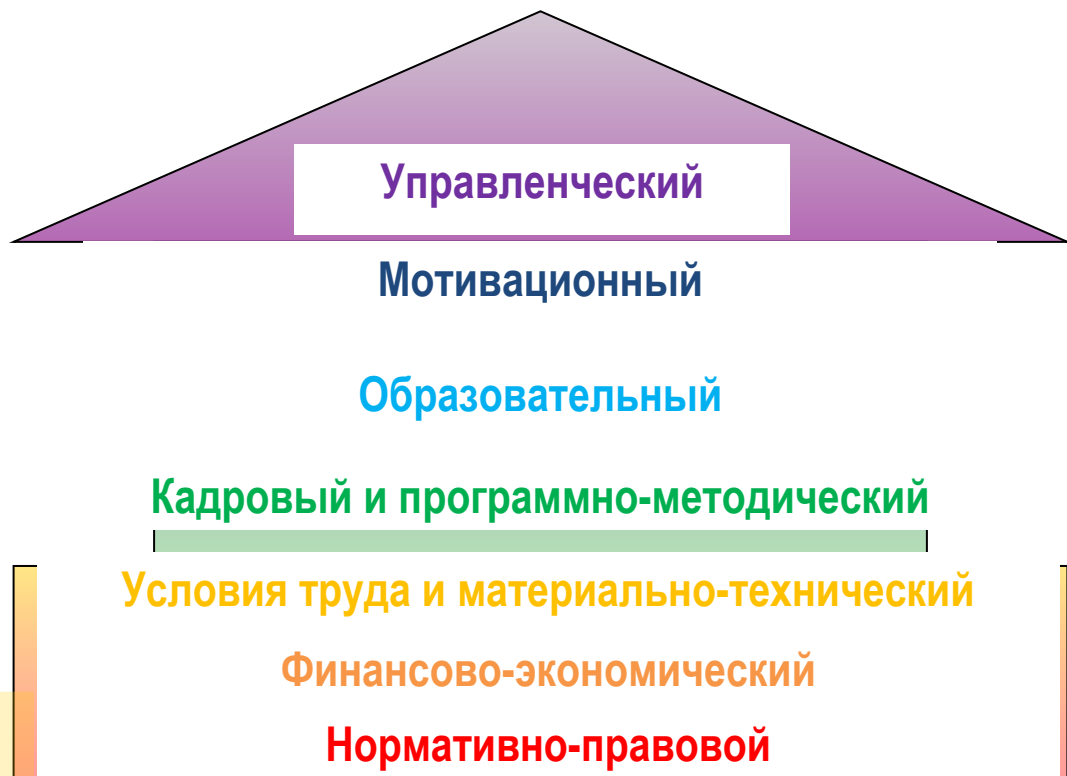 Управленческий
Мотивационный
Образовательный
Кадровый и программно-методический
Условия труда и материально-технический
Финансово-экономический
Нормативно-правовой